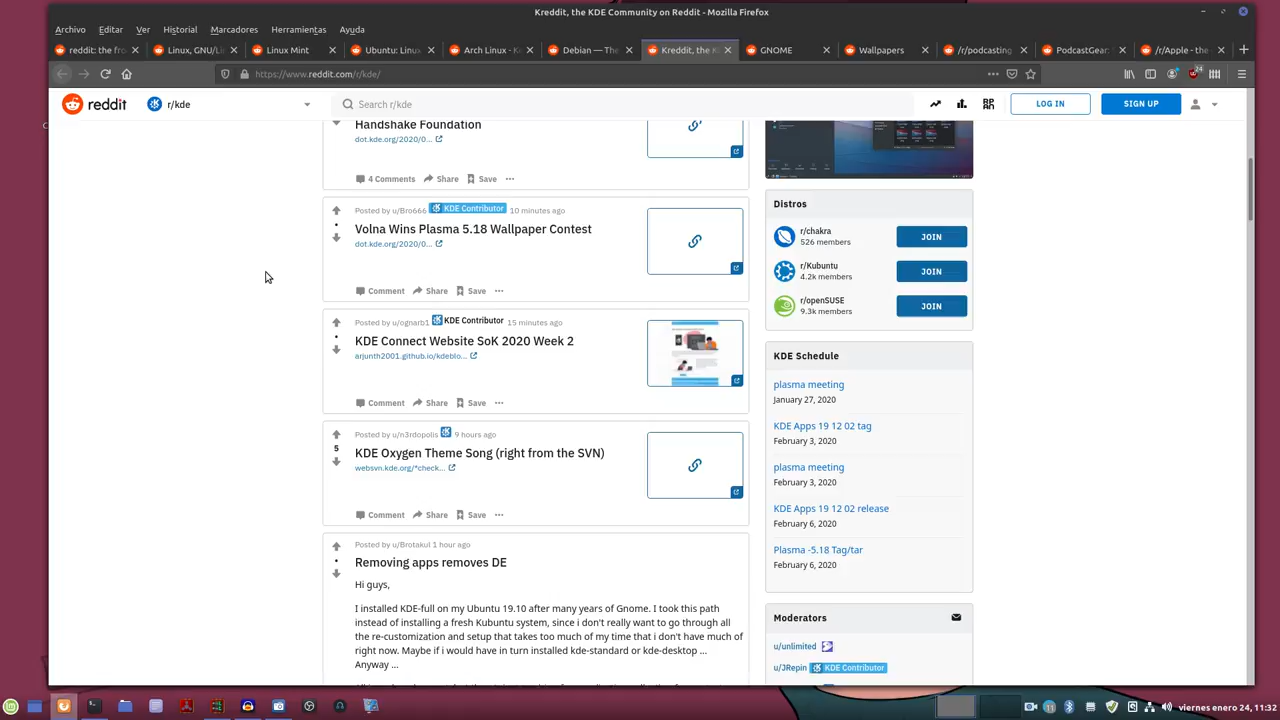 Kreddit, the KDE Community on Reddit - Mozilla Firefox
Archivo Editar Ver Historial Marcadores Herramientas Ayuda
reddit: the fro
Linux, GNU/Li
Linux Mint
Ubuntu: Linux
Arch Linux - K
Debian — The
Kreddit, the K
GNOME
Wallpapers
/r/podcasting
PodcastGear: S
/r/Apple - the
https://www.reddit.com/r/kde/
24
reddit
r/kde
Search r/kde
LOG IN
SIGN UP
Handshake Foundation
dot.kde.org/2020/0...
4 Comments Share Save
Posted by u/Bro666 KDE Contributor 10 minutes ago
Volna Wins Plasma 5.18 Wallpaper Contest
dot.kde.org/2020/0...
Comment Share Save
Posted by u/ognarb1 KDE Contributor 15 minutes ago
KDE Connect Website SoK 2020 Week 2
arjunth2001.github.io/kdeblo...
Comment Share Save
Posted by u/n3rdopolis 9 hours ago
5
KDE Oxygen Theme Song (right from the SVN)
websvn.kde.org/*check...
Comment Share Save
Posted by u/Brotakul 1 hour ago
Removing apps removes DE
Hi guys,
I installed KDE-full on my Ubuntu 19.10 after many years of Gnome. I took this path
instead of installing a fresh Kubuntu system, since i don't really want to go through all
the re-customization and setup that takes too much of my time that i don't have much of
right now. Maybe if i would have in turn installed kde-standard or kde-desktop ...
Anyway ...
Distros
r/chakra
526 members
JOIN
r/Kubuntu
4.2k members
JOIN
r/openSUSE
9.3k members
JOIN
KDE Schedule
plasma meeting
January 27, 2020
KDE Apps 19 12 02 tag
February 3, 2020
plasma meeting
February 3, 2020
KDE Apps 19 12 02 release
February 6, 2020
Plasma -5.18 Tag/tar
February 6, 2020
Moderators
u/unlimited
u/JRepin KDE Contributor
viernes enero 24, 11:32